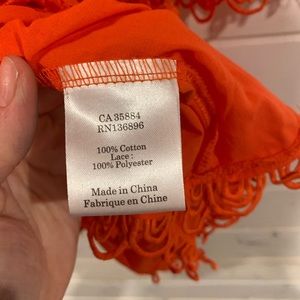 CA 35884
RN136896
100% Cotton
Lace :
100% Polyester
Made in China
Fabrique en Chine